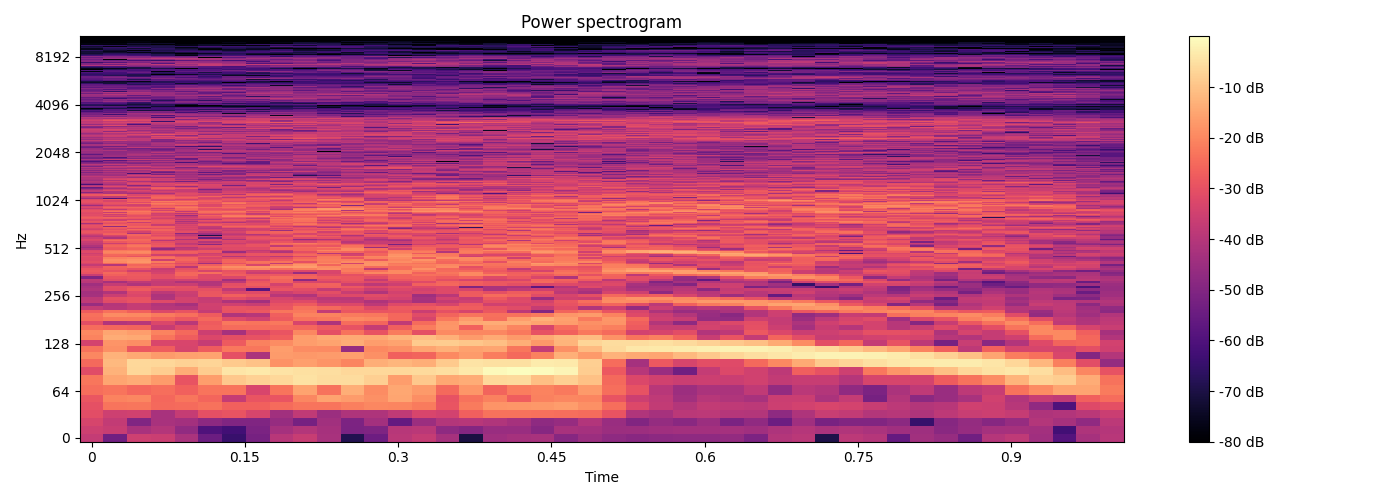 Power spectrogram
8192
4096
2048
1024
512
256
128
64
0
Hz
0
0.15
0.3
0.45
0.6
0.75
0.9
Time
-10 dB
-20 dB
-30 dB
-40 dB
-50 dB
-60 dB
-70 dB
-80 dB